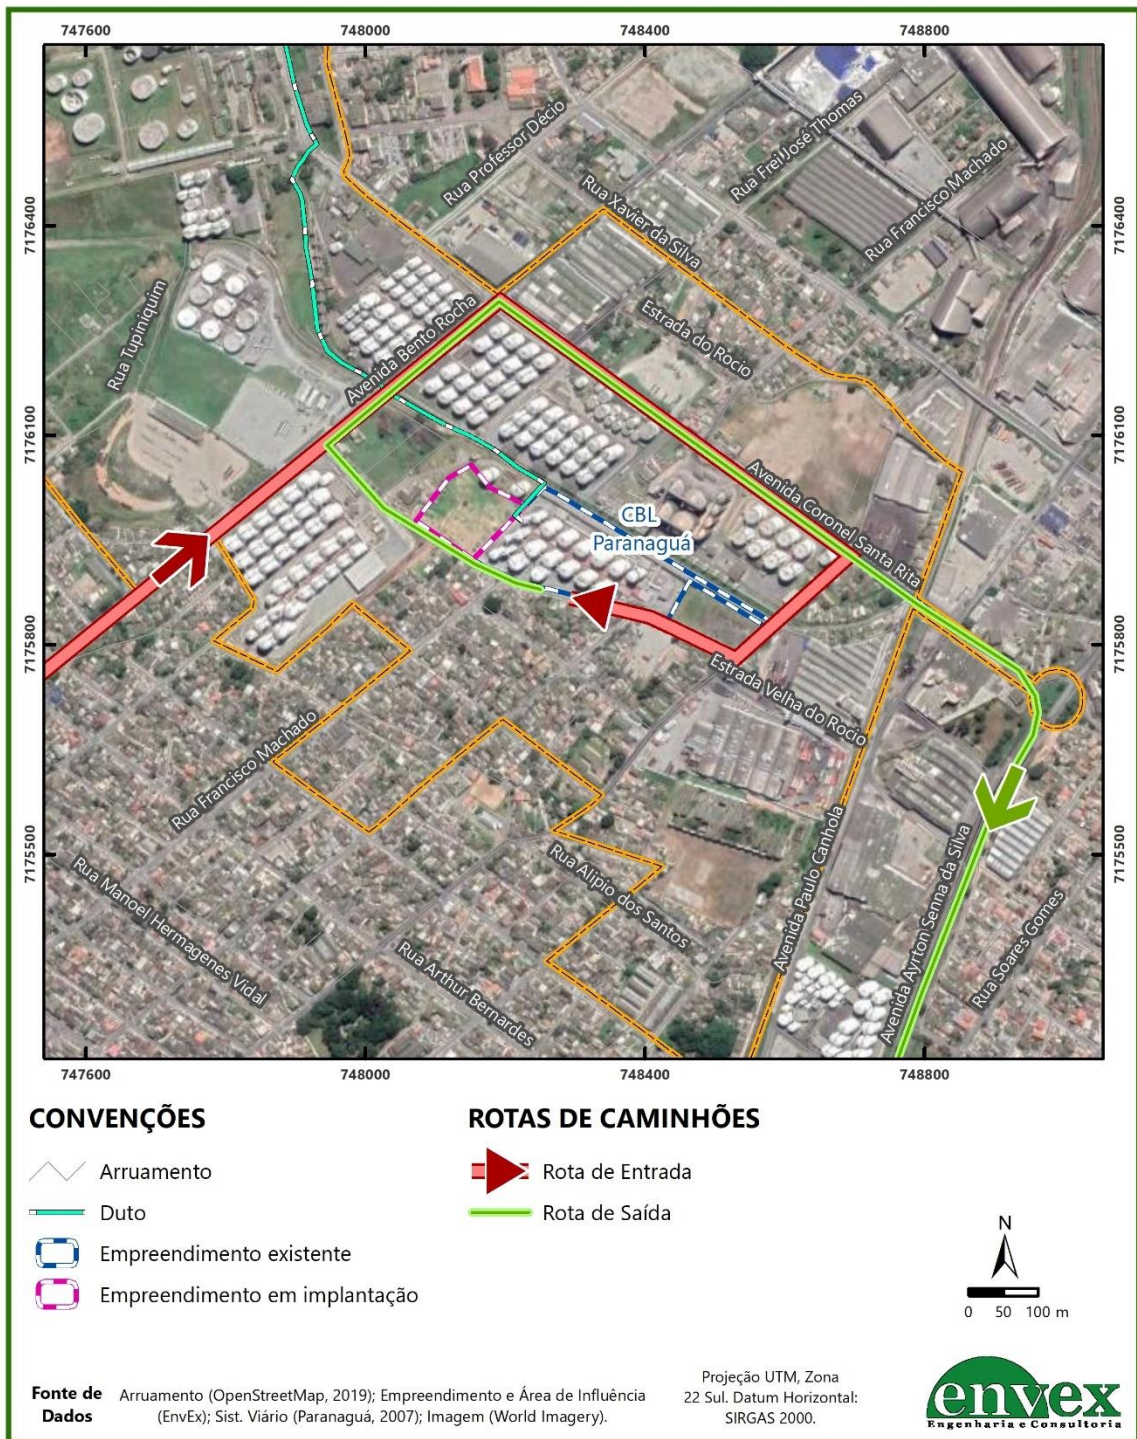 747600
748000
748400
748800
7176400
7176400
Rua Professor Décio
Rua Frei José Thomas
Rua Xavier da Silva
Rua Francisco Machado
Rua Tupiniquim
Avenida Bento Rocha
Estrada do Rocio
7176100
7176100
Avenida Coronel Santa Rita
CBL
Paranaguá
7175800
7175800
Estrada Velha do Rocio
Rua Francisco Machado
Avenida Paulo Canhola
7175500
7175500
Rua Manoel Hermagenes Vidal
Rua Alipio dos Santos
Rua Arthur Bernardes
Avenida Ayrton Senna da Silva
Rua Soares Gomes
747600
748000
748400
748800
CONVENÇÕES
Arruamento
Duto
Empreendimento existente
Empreendimento em implantação
ROTAS DE CAMINHÕES
Rota de Entrada
Rota de Saída
N
0 50 100 m
Fonte de
Dados
Arruamento (OpenStreetMap, 2019); Empreendimento e Área de Influência
(EnvEx); Sist. Viário (Paranaguá, 2007); Imagem (World Imagery).
Projeção UTM, Zona
22 Sul. Datum Horizontal:
SIRGAS 2000.
envex
Engenharia e Consultoria